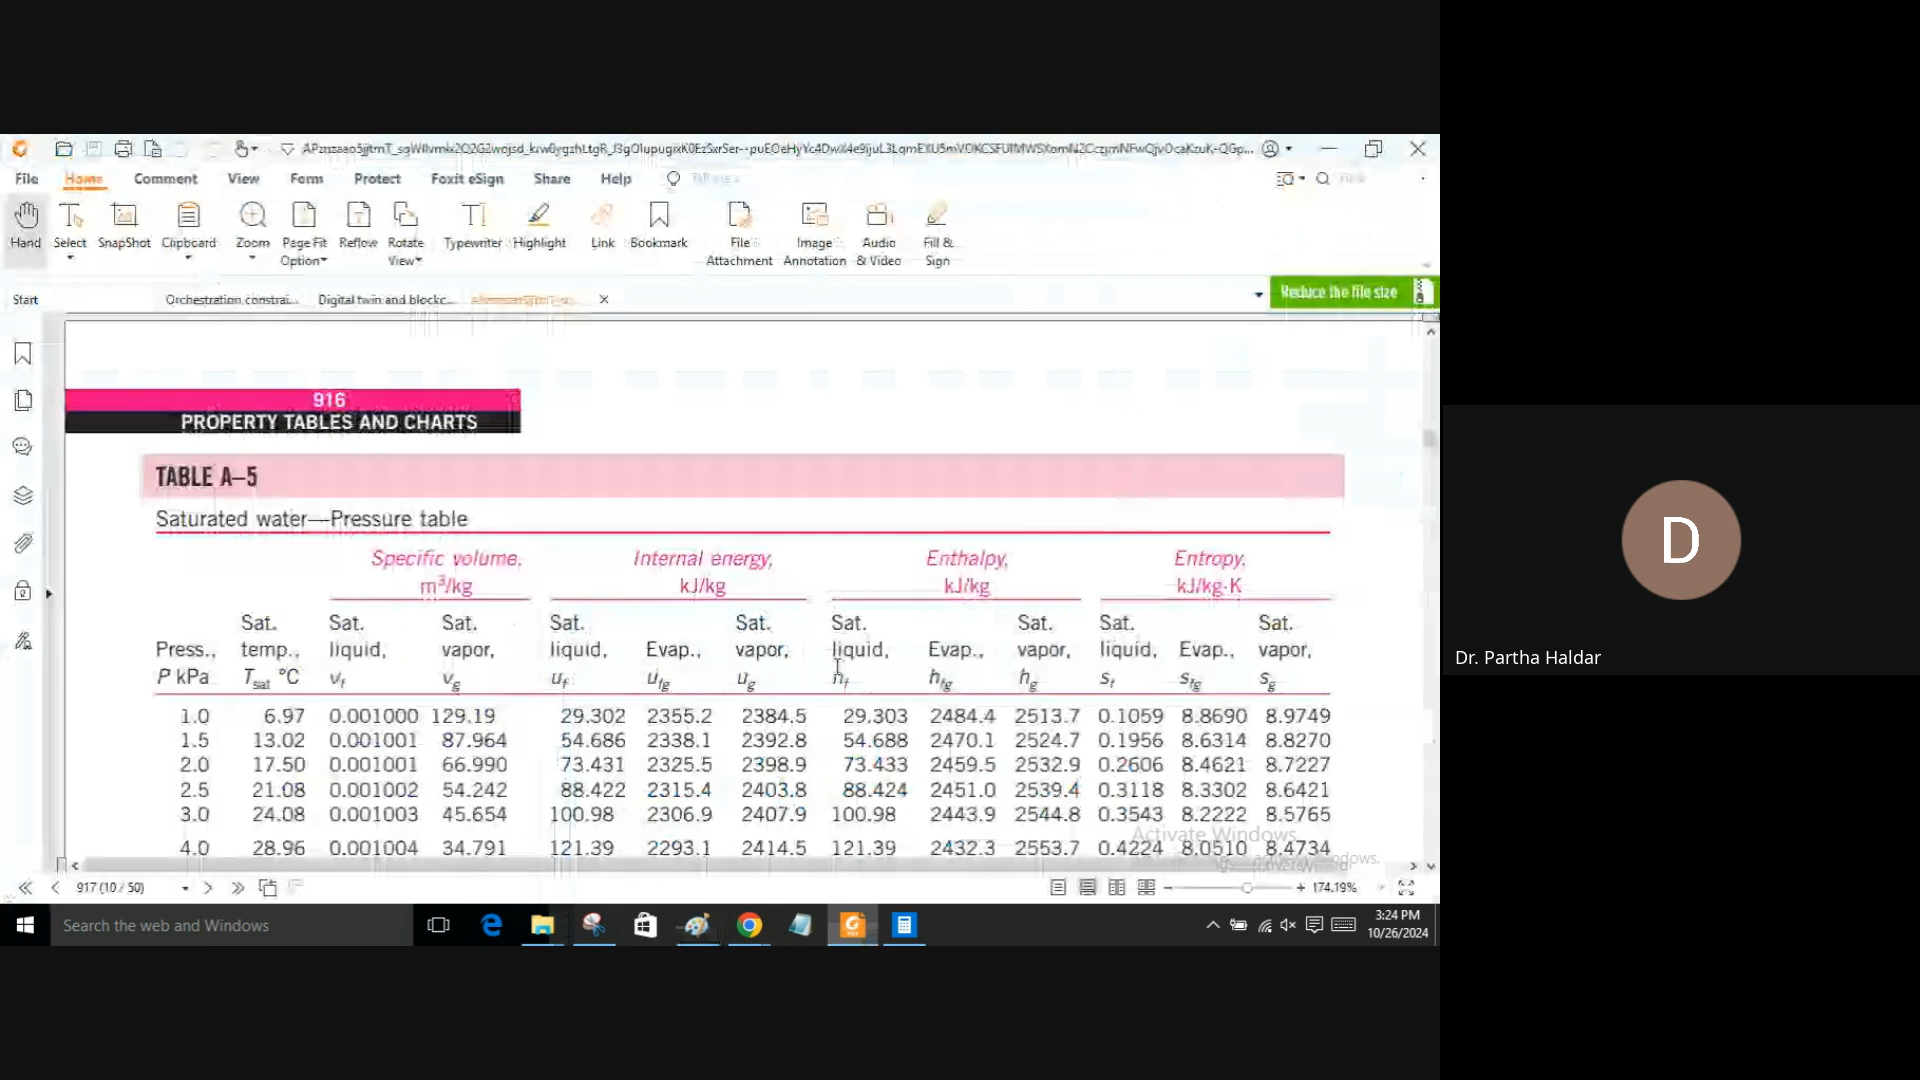 File Home Comment View Form Protect Foxit eSign Share Help
Hand Select SnapShot Clipboard Zoom Page Fit Option Reflow Rotate View Typewriter Highlight Link Bookmark File Attachment Image Annotation Audio & Video Fill & Sign
Start Orchestration constrai... Digital twin and blockc...
Reduce the file size
916
PROPERTY TABLES AND CHARTS
TABLE A–5
Saturated water—Pressure table
Specific volume, Internal energy, Enthalpy, Entropy,
m³/kg kJ/kg kJ/kg kJ/kg·K
Sat. Sat. Sat. Sat. Sat. Sat. Sat. Sat. Sat.
Press., temp., liquid, vapor, liquid, Evap., vapor, liquid, Evap., vapor, liquid, Evap., vapor,
P kPa Tsat °C vf vg uf ufg ug hf hfg hg sf sfg sg
1.0 6.97 0.001000 129.19 29.302 2355.2 2384.5 29.303 2484.4 2513.7 0.1059 8.8690 8.9749
1.5 13.02 0.001001 87.964 54.686 2338.1 2392.8 54.688 2470.1 2524.7 0.1956 8.6314 8.8270
2.0 17.50 0.001001 66.990 73.431 2325.5 2398.9 73.433 2459.5 2532.9 0.2606 8.4621 8.7227
2.5 21.08 0.001002 54.242 88.422 2315.4 2403.8 88.424 2451.0 2539.4 0.3118 8.3302 8.6421
3.0 24.08 0.001003 45.654 100.98 2306.9 2407.9 100.98 2443.9 2544.8 0.3543 8.2222 8.5765
4.0 28.96 0.001004 34.791 121.39 2293.1 2414.5 121.39 2432.3 2553.7 0.4224 8.0510 8.4734
Activate Windows
917 (10 / 50) 174.19%
Search the web and Windows
3:24 PM
10/26/2024
D
Dr. Partha Haldar